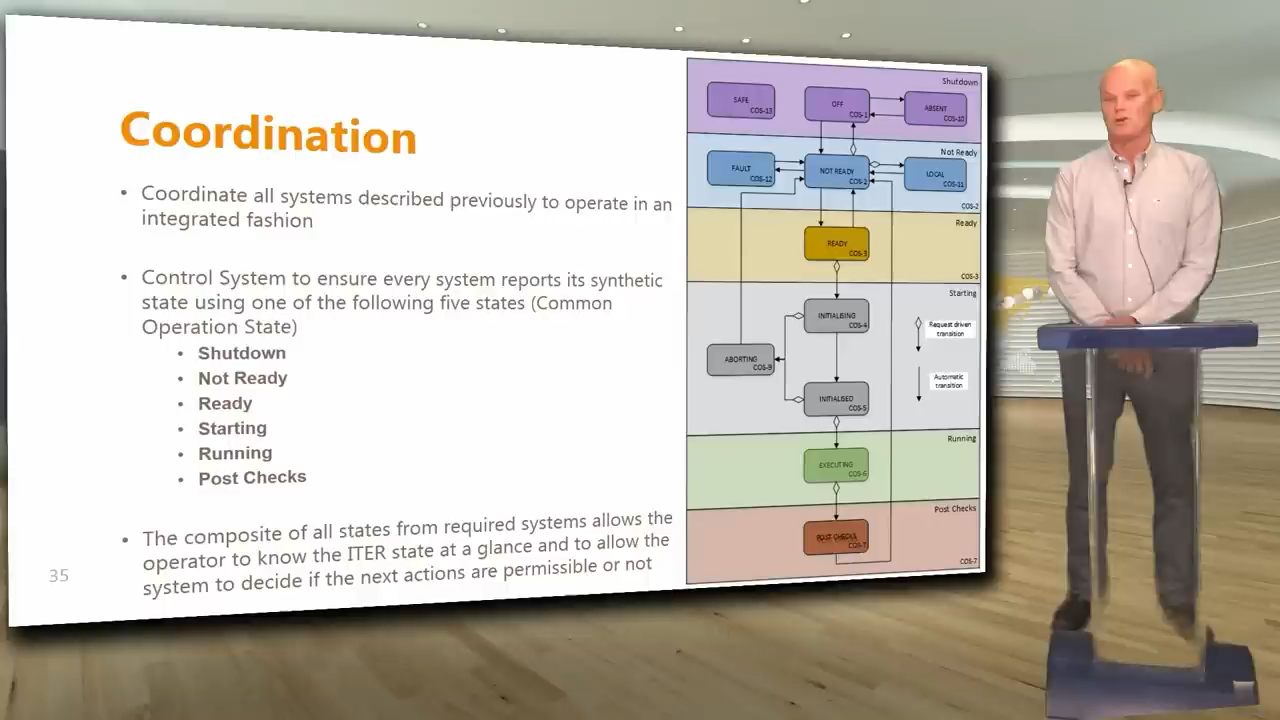 Coordination
• Coordinate all systems described previously to operate in an
integrated fashion
• Control System to ensure every system reports its synthetic
state using one of the following five states (Common
Operation State)
• Shutdown
• Not Ready
• Ready
• Starting
• Running
• Post Checks
• The composite of all states from required systems allows the
operator to know the ITER state at a glance and to allow the
system to decide if the next actions are permissible or not
35
Shutdown
SAFE
COS-13
OFF
COS-1
ABSENT
COS-10
Not Ready
FAULT
COS-12
NOT READY
COS-2
LOCAL
COS-11
COS-2
Ready
READY
COS-3
COS-3
Starting
INITIALISING
COS-4
Request driven
transition
ABORTING
COS-9
Automatic
transition
INITIALISED
COS-5
Running
EXECUTING
COS-6
Post Checks
POST CHECKS
COS-7
COS-7